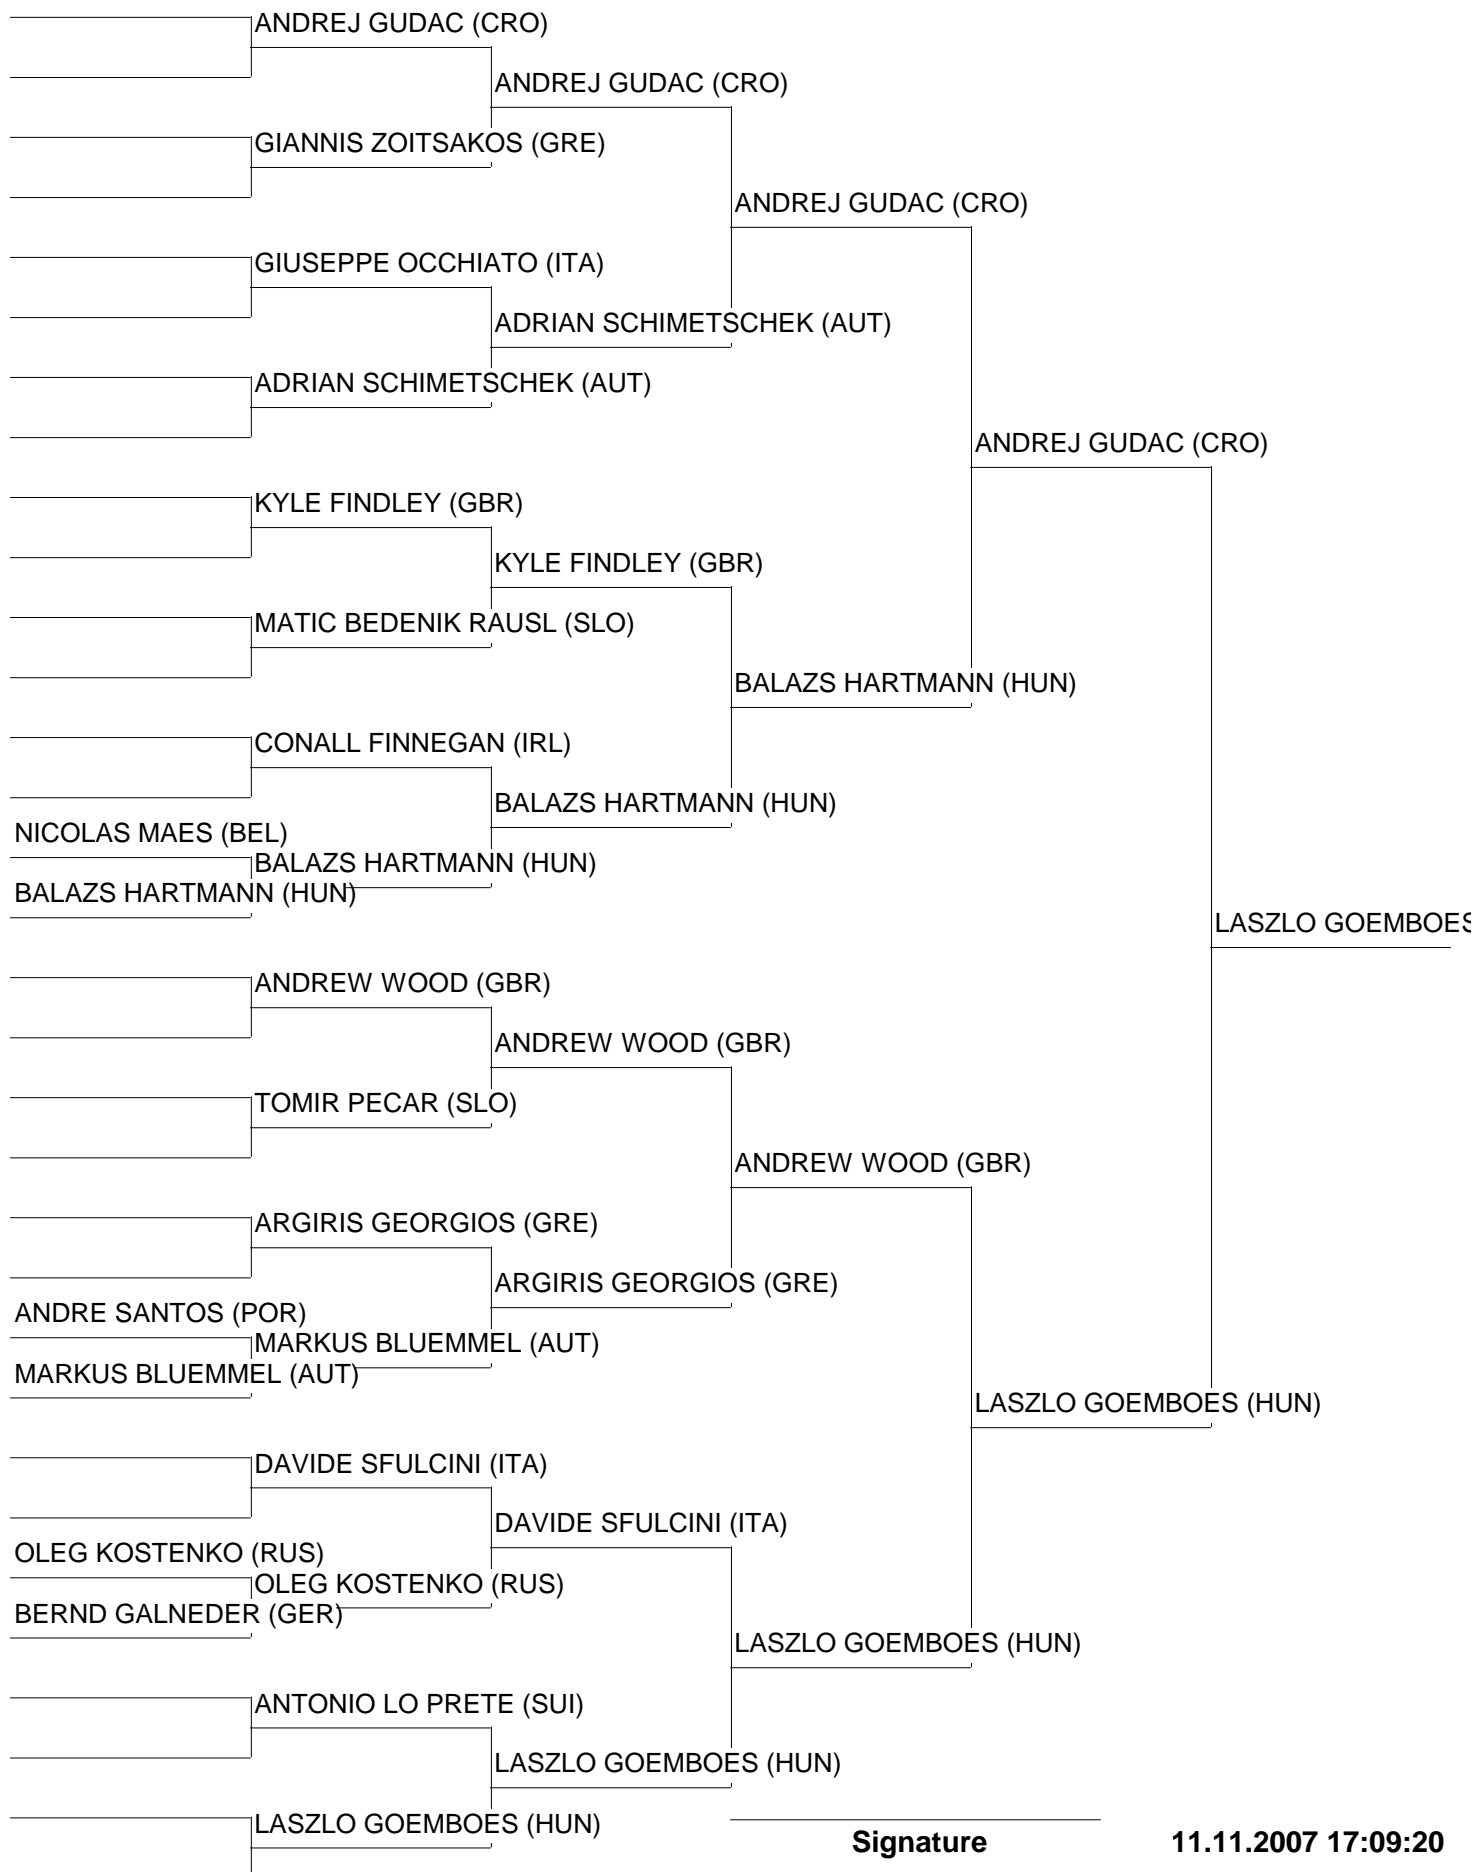 ANDREJ GUDAC (CRO)
ANDREJ GUDAC (CRO)
GIANNIS ZOITSAKOS (GRE)
ANDREJ GUDAC (CRO)
GIUSEPPE OCCHIATO (ITA)
ADRIAN SCHIMETSCHEK (AUT)
ADRIAN SCHIMETSCHEK (AUT)
ANDREJ GUDAC (CRO)
KYLE FINDLEY (GBR)
KYLE FINDLEY (GBR)
MATIC BEDENIK RAUSL (SLO)
BALAZS HARTMANN (HUN)
CONALL FINNEGAN (IRL)
BALAZS HARTMANN (HUN)
NICOLAS MAES (BEL)
BALAZS HARTMANN (HUN)
BALAZS HARTMANN (HUN)
LASZLO GOEMBOES
ANDREW WOOD (GBR)
ANDREW WOOD (GBR)
TOMIR PECAR (SLO)
ANDREW WOOD (GBR)
ARGIRIS GEORGIOS (GRE)
ARGIRIS GEORGIOS (GRE)
ANDRE SANTOS (POR)
MARKUS BLUEMMEL (AUT)
MARKUS BLUEMMEL (AUT)
LASZLO GOEMBOES (HUN)
DAVIDE SFULCINI (ITA)
DAVIDE SFULCINI (ITA)
OLEG KOSTENKO (RUS)
OLEG KOSTENKO (RUS)
BERND GALNEDER (GER)
LASZLO GOEMBOES (HUN)
ANTONIO LO PRETE (SUI)
LASZLO GOEMBOES (HUN)
LASZLO GOEMBOES (HUN)
Signature 11.11.2007 17:09:20